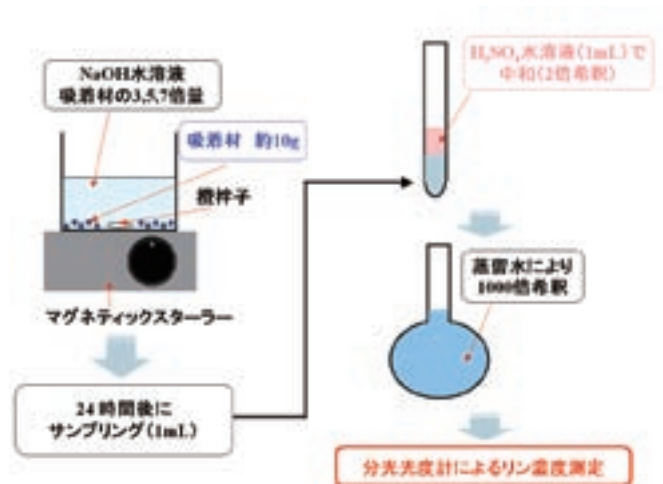 NaOH水溶液
吸着材の3,5,7倍量
吸着材 約10g
撹拌子
マグネティックスターラー
24時間後に
サンプリング(1mL)
H₂SO₄水溶液(1mL)で
中和(2倍希釈)
蒸留水により
1000倍希釈
分光光度計によるリン濃度測定